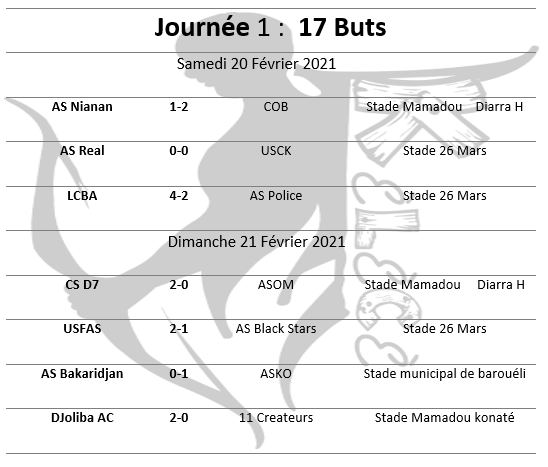 Journée 1 : 17 Buts
Samedi 20 Février 2021
AS Nianan 1-2 COB Stade Mamadou Diarra H
AS Real 0-0 USCK Stade 26 Mars
LCBA 4-2 AS Police Stade 26 Mars
Dimanche 21 Février 2021
CS D7 2-0 ASOM Stade Mamadou Diarra H
USFAS 2-1 AS Black Stars Stade 26 Mars
AS Bakaridjan 0-1 ASKO Stade municipal de barouéli
DJoliba AC 2-0 11 Createurs Stade Mamadou konaté